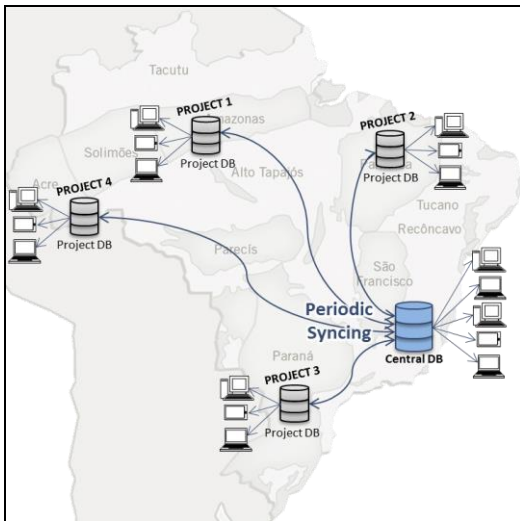 Tacutu
PROJECT 1
Amazonas
Project DB
Solimões
PROJECT 2
Project DB
Alto Tapajós
Acre
PROJECT 4
Project DB
Tucano
Recôncavo
Parecis
São
Francisco
Periodic
Syncing
Central DB
Paraná
PROJECT 3
Project DB